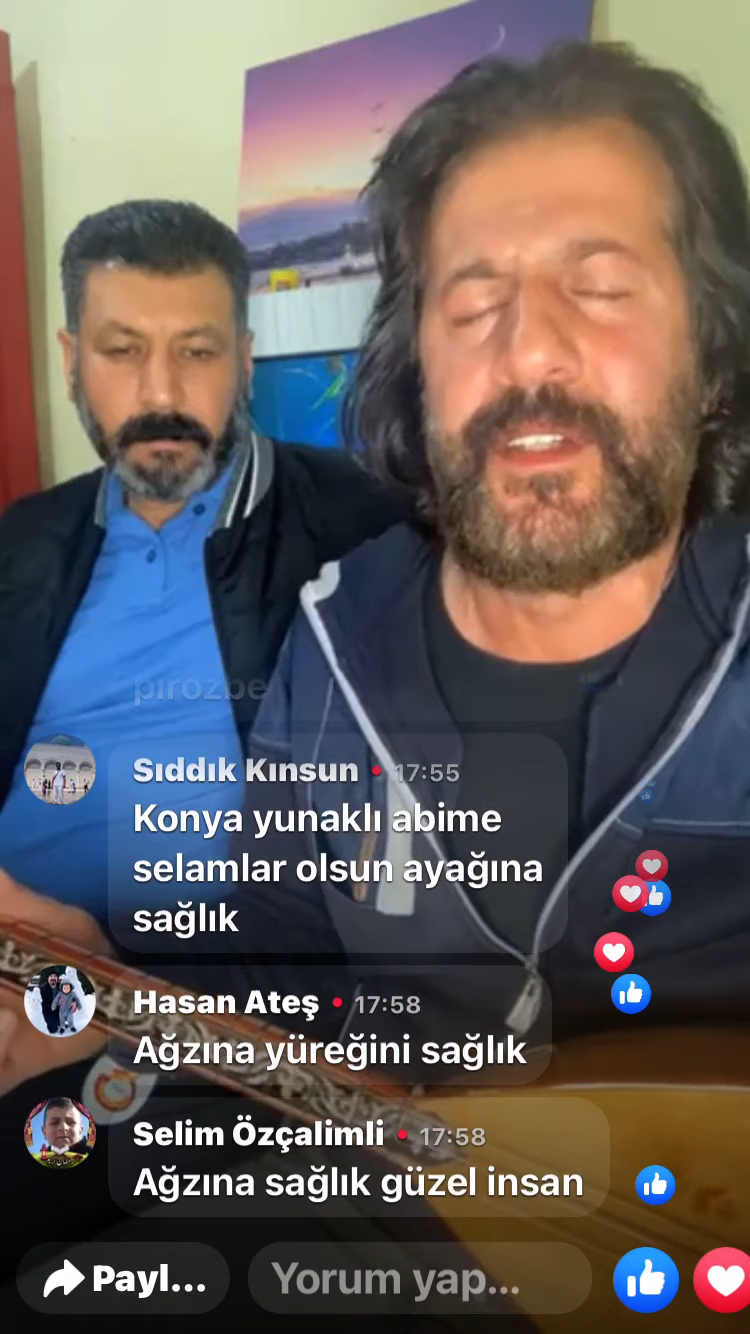 pirozbe
Sıddık Kınsun • 17:55
Konya yunaklı abime
selamlar olsun ayağına
sağlık
Hasan Ateş • 17:58
Ağzına yüreğini sağlık
Selim Özçalimli • 17:58
Ağzına sağlık güzel insan
Payl...
Yorum yap...